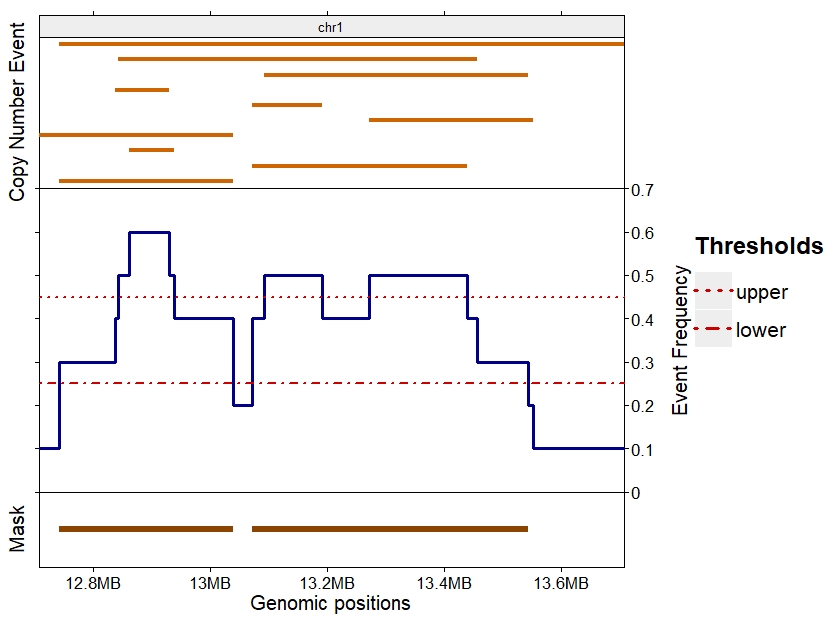 chr1
Copy Number Event
0.7
0.6
0.5
0.4
0.3
0.2
0.1
0
Event Frequency
Thresholds
upper
lower
Mask
12.8MB 13MB 13.2MB 13.4MB 13.6MB
Genomic positions